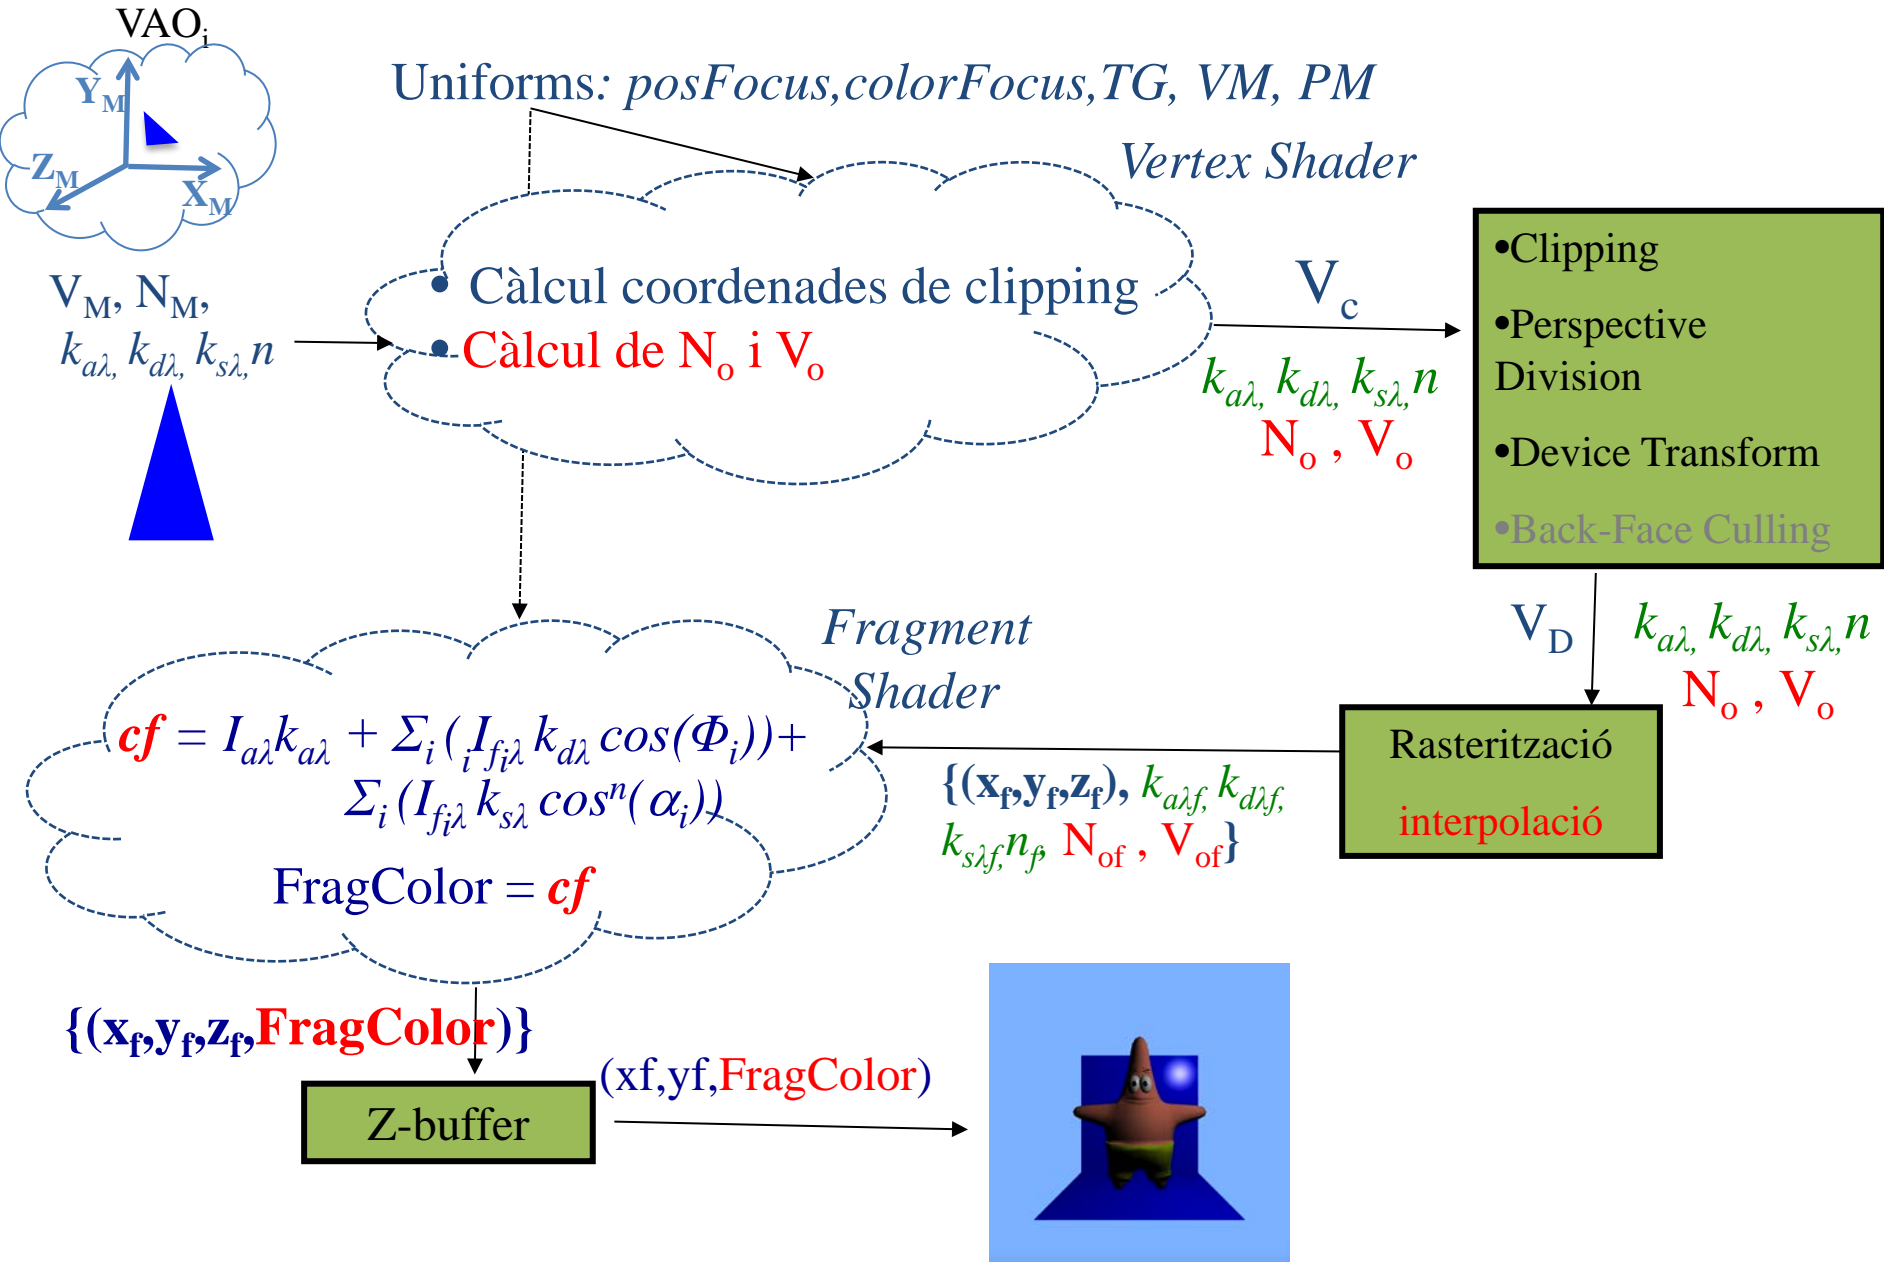 VAOi
YM
ZM
XM
Uniforms: posFocus,colorFocus,TG, VM, PM
Vertex Shader
VM, NM,
kaλ, kdλ, ksλ,n
• Càlcul coordenades de clipping
• Càlcul de No i Vo
Vc
kaλ, kdλ, ksλ,n
No , Vo
•Clipping
•Perspective
Division
•Device Transform
•Back-Face Culling
VD
kaλ, kdλ, ksλ,n
No , Vo
Rasterització
interpolació
{(xf,yf,zf), kaλf, kdλf,
ksλf,nf, Nof , Vof}
Fragment
Shader
cf = Iaλkaλ + Σi (i Ifiλ kdλ cos(Φi))+
Σi (Ifiλ ksλ cosn(αi))
FragColor = cf
{(xf,yf,zf,FragColor)}
Z-buffer
(xf,yf,FragColor)